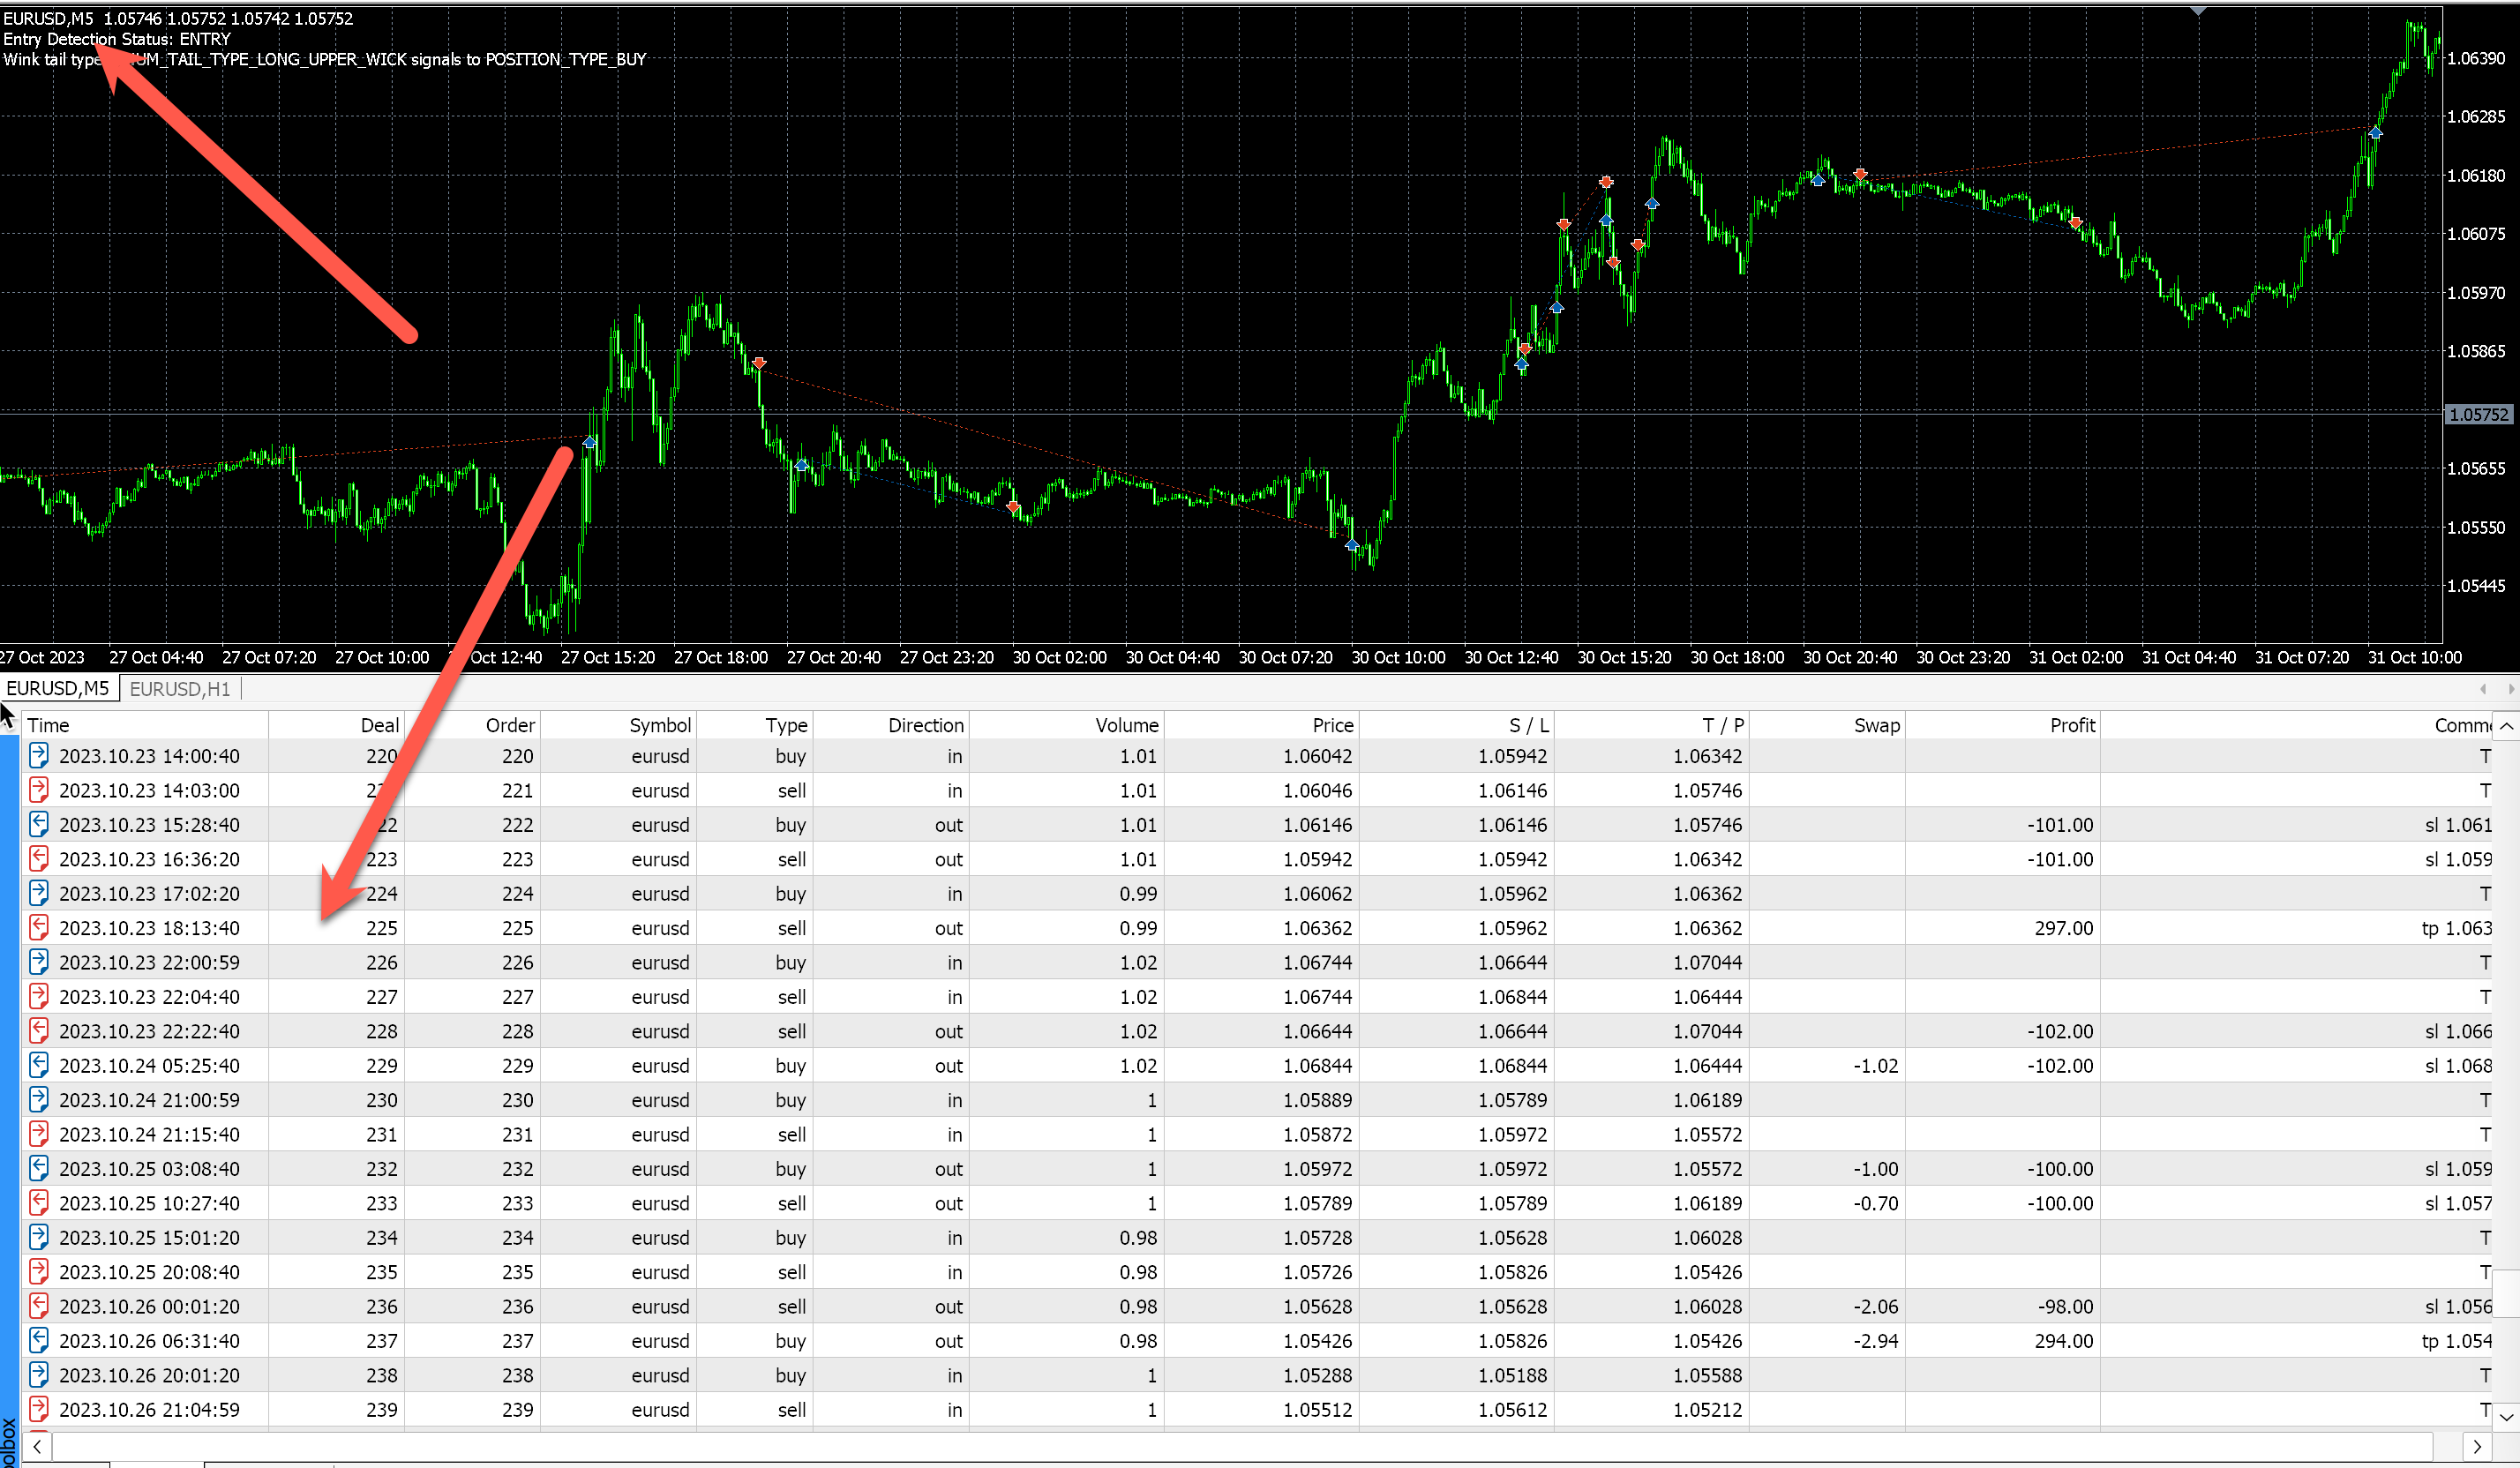 EURUSD,M5 1.05746 1.05752 1.05742 1.05752
Entry Detection Status: ENTRY
Wink tail type UM_TAIL_TYPE_LONG_UPPER_WICK signals to POSITION_TYPE_BUY
1.06390
1.06285
1.06180
1.06075
1.05970
1.05865
1.05752
1.05655
1.05550
1.05445
27 Oct 2023 27 Oct 04:40 27 Oct 07:20 27 Oct 10:00 Oct 12:40 27 Oct 15:20 27 Oct 18:00 27 Oct 20:40 27 Oct 23:20 30 Oct 02:00 30 Oct 04:40 30 Oct 07:20 30 Oct 10:00 30 Oct 12:40 30 Oct 15:20 30 Oct 18:00 30 Oct 20:40 30 Oct 23:20 31 Oct 02:00 31 Oct 04:40 31 Oct 07:20 31 Oct 10:00
EURUSD,M5 EURUSD,H1
Time Deal Order Symbol Type Direction Volume Price S / L T / P Swap Profit Comme
2023.10.23 14:00:40 220 220 eurusd buy in 1.01 1.06042 1.05942 1.06342 T
2023.10.23 14:03:00 221 eurusd sell in 1.01 1.06046 1.06146 1.05746 T
2023.10.23 15:28:40 22 222 eurusd buy out 1.01 1.06146 1.06146 1.05746 -101.00 sl 1.061
2023.10.23 16:36:20 223 223 eurusd sell out 1.01 1.05942 1.05942 1.06342 -101.00 sl 1.059
2023.10.23 17:02:20 224 224 eurusd buy in 0.99 1.06062 1.05962 1.06362 T
2023.10.23 18:13:40 225 225 eurusd sell out 0.99 1.06362 1.05962 1.06362 297.00 tp 1.063
2023.10.23 22:00:59 226 226 eurusd buy in 1.02 1.06744 1.06644 1.07044 T
2023.10.23 22:04:40 227 227 eurusd sell in 1.02 1.06744 1.06844 1.06444 T
2023.10.23 22:22:40 228 228 eurusd sell out 1.02 1.06644 1.06644 1.07044 -102.00 sl 1.066
2023.10.24 05:25:40 229 229 eurusd buy out 1.02 1.06844 1.06844 1.06444 -1.02 -102.00 sl 1.068
2023.10.24 21:00:59 230 230 eurusd buy in 1 1.05889 1.05789 1.06189 T
2023.10.24 21:15:40 231 231 eurusd sell in 1 1.05872 1.05972 1.05572 T
2023.10.25 03:08:40 232 232 eurusd buy out 1 1.05972 1.05972 1.05572 -1.00 -100.00 sl 1.059
2023.10.25 10:27:40 233 233 eurusd sell out 1 1.05789 1.05789 1.06189 -0.70 -100.00 sl 1.057
2023.10.25 15:01:20 234 234 eurusd buy in 0.98 1.05728 1.05628 1.06028 T
2023.10.25 20:08:40 235 235 eurusd sell in 0.98 1.05726 1.05826 1.05426 T
2023.10.26 00:01:20 236 236 eurusd sell out 0.98 1.05628 1.05628 1.06028 -2.06 -98.00 sl 1.056
2023.10.26 06:31:40 237 237 eurusd buy out 0.98 1.05426 1.05826 1.05426 -2.94 294.00 tp 1.054
2023.10.26 20:01:20 238 238 eurusd buy in 1 1.05288 1.05188 1.05588 T
2023.10.26 21:04:59 239 239 eurusd sell in 1 1.05512 1.05612 1.05212 T
olbox